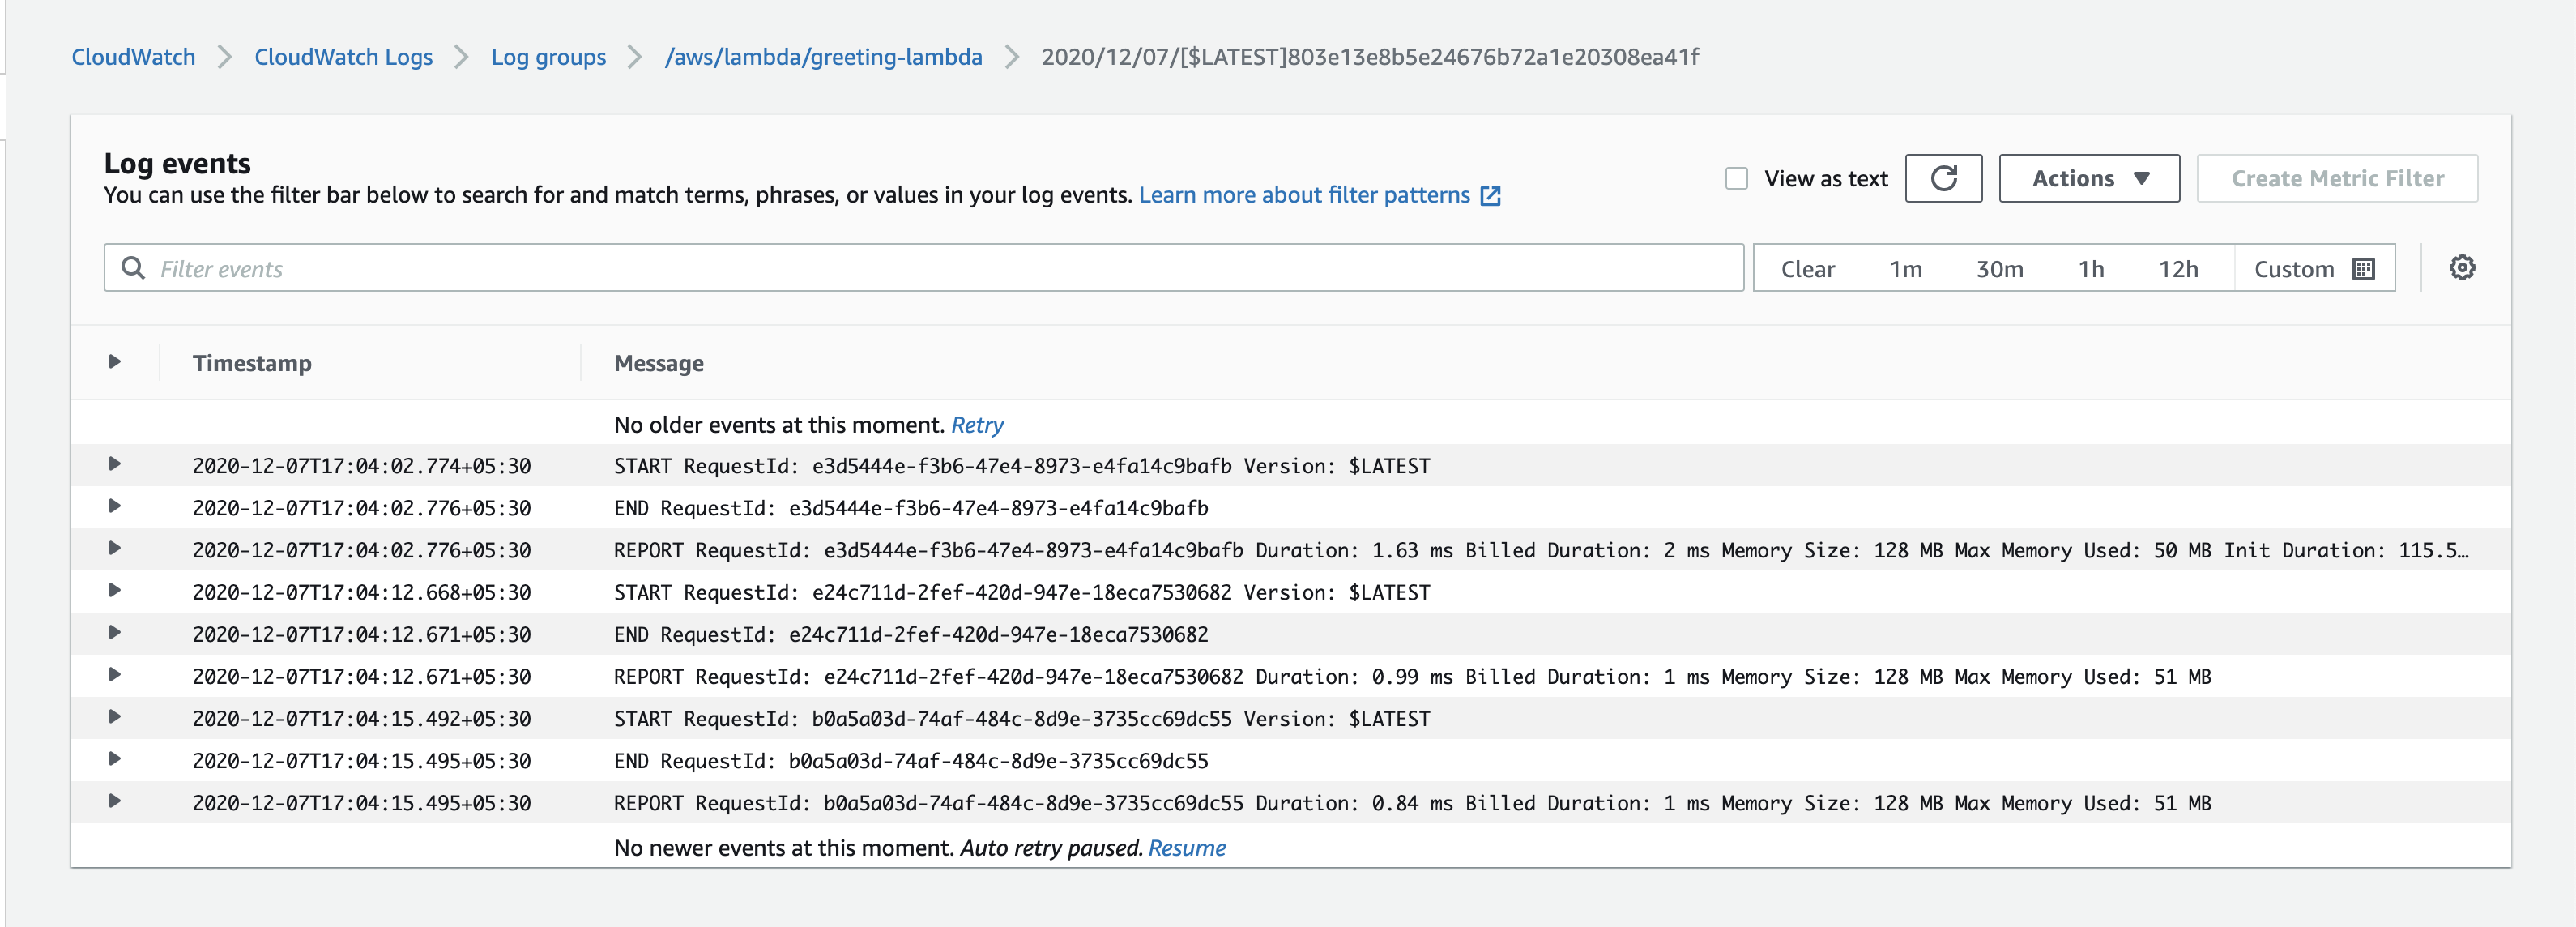 CloudWatch > CloudWatch Logs > Log groups > /aws/lambda/greeting-lambda > 2020/12/07/[$LATEST]803e13e8b5e24676b72a1e20308ea41f
Log events
You can use the filter bar below to search for and match terms, phrases, or values in your log events. Learn more about filter patterns
View as text Actions Create Metric Filter
Filter events Clear 1m 30m 1h 12h Custom
Timestamp Message
No older events at this moment. Retry
2020-12-07T17:04:02.774+05:30 START RequestId: e3d5444e-f3b6-47e4-8973-e4fa14c9bafb Version: $LATEST
2020-12-07T17:04:02.776+05:30 END RequestId: e3d5444e-f3b6-47e4-8973-e4fa14c9bafb
2020-12-07T17:04:02.776+05:30 REPORT RequestId: e3d5444e-f3b6-47e4-8973-e4fa14c9bafb Duration: 1.63 ms Billed Duration: 2 ms Memory Size: 128 MB Max Memory Used: 50 MB Init Duration: 115.5…
2020-12-07T17:04:12.668+05:30 START RequestId: e24c711d-2fef-420d-947e-18eca7530682 Version: $LATEST
2020-12-07T17:04:12.671+05:30 END RequestId: e24c711d-2fef-420d-947e-18eca7530682
2020-12-07T17:04:12.671+05:30 REPORT RequestId: e24c711d-2fef-420d-947e-18eca7530682 Duration: 0.99 ms Billed Duration: 1 ms Memory Size: 128 MB Max Memory Used: 51 MB
2020-12-07T17:04:15.492+05:30 START RequestId: b0a5a03d-74af-484c-8d9e-3735cc69dc55 Version: $LATEST
2020-12-07T17:04:15.495+05:30 END RequestId: b0a5a03d-74af-484c-8d9e-3735cc69dc55
2020-12-07T17:04:15.495+05:30 REPORT RequestId: b0a5a03d-74af-484c-8d9e-3735cc69dc55 Duration: 0.84 ms Billed Duration: 1 ms Memory Size: 128 MB Max Memory Used: 51 MB
No newer events at this moment. Auto retry paused. Resume